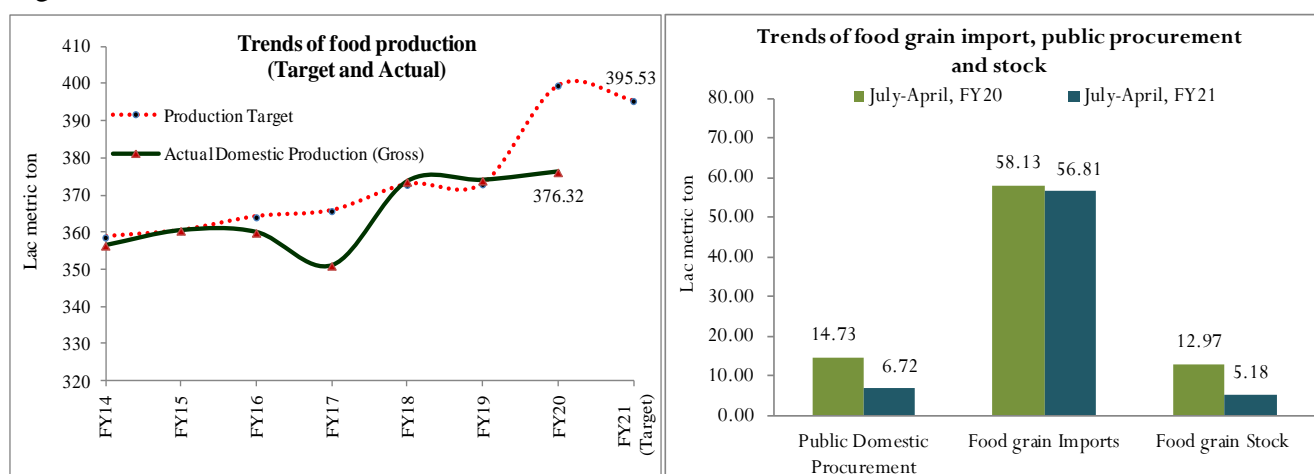 Trends of food production
(Target and Actual)
410
400
390
380
370
360
350
340
330
320
Lac metric ton
Production Target
Actual Domestic Production (Gross)
395.53
376.32
FY14
FY15
FY16
FY17
FY18
FY19
FY20
FY21
(Target)
Trends of food grain import, public procurement
and stock
July-April, FY20
July-April, FY21
80.00
70.00
60.00
50.00
40.00
30.00
20.00
10.00
0.00
Lac metric ton
14.73
6.72
58.13
56.81
12.97
5.18
Public Domestic
Procurement
Food grain Imports
Food grain Stock